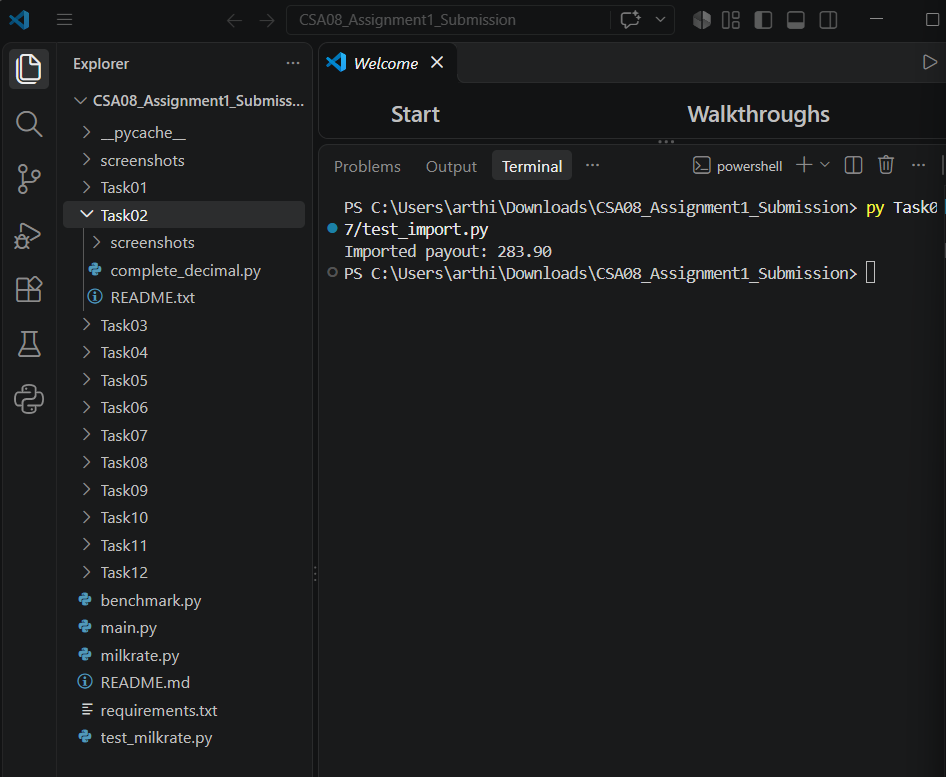 CSA08_Assignment1_Submission
Explorer
Welcome
CSA08_Assignment1_Submiss...
__pycache__
screenshots
Task01
Task02
screenshots
complete_decimal.py
README.txt
Task03
Task04
Task05
Task06
Task07
Task08
Task09
Task10
Task11
Task12
benchmark.py
main.py
milkrate.py
README.md
requirements.txt
test_milkrate.py
Start
Walkthroughs
Problems Output Terminal
powershell
PS C:\Users\arthi\Downloads\CSA08_Assignment1_Submission> py Task0
7/test_import.py
Imported payout: 283.90
PS C:\Users\arthi\Downloads\CSA08_Assignment1_Submission>